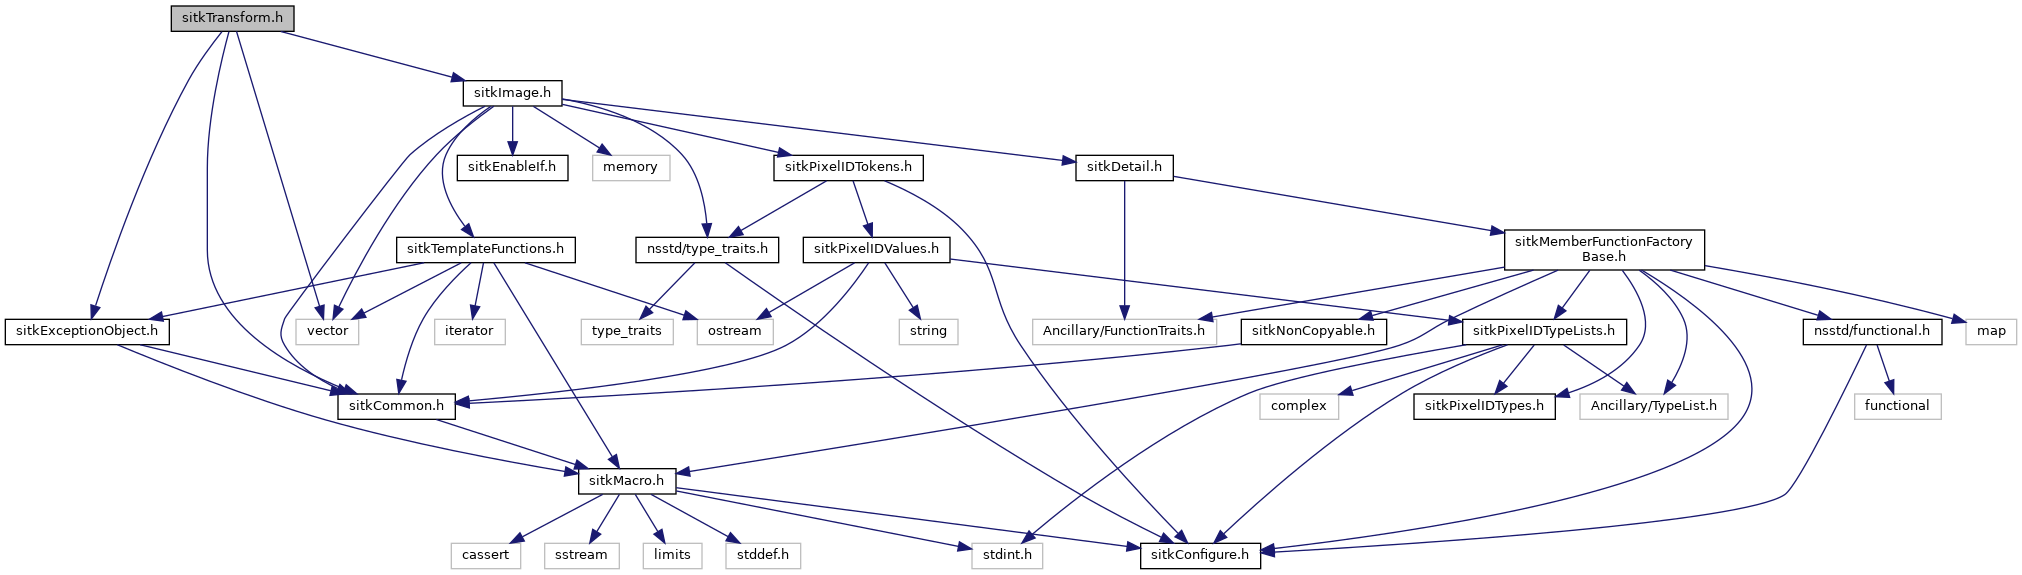 sitkTransform.h
sitkImage.h
sitkEnableIf.h
memory
sitkPixelIDTokens.h
sitkDetail.h
sitkTemplateFunctions.h
nsstd/type_traits.h
sitkPixelIDValues.h
sitkMemberFunctionFactory
Base.h
sitkExceptionObject.h
vector
iterator
type_traits
ostream
string
Ancillary/FunctionTraits.h
sitkNonCopyable.h
sitkPixelIDTypeLists.h
nsstd/functional.h
map
sitkCommon.h
complex
sitkPixelIDTypes.h
Ancillary/TypeList.h
functional
sitkMacro.h
cassert
sstream
limits
stddef.h
stdint.h
sitkConfigure.h